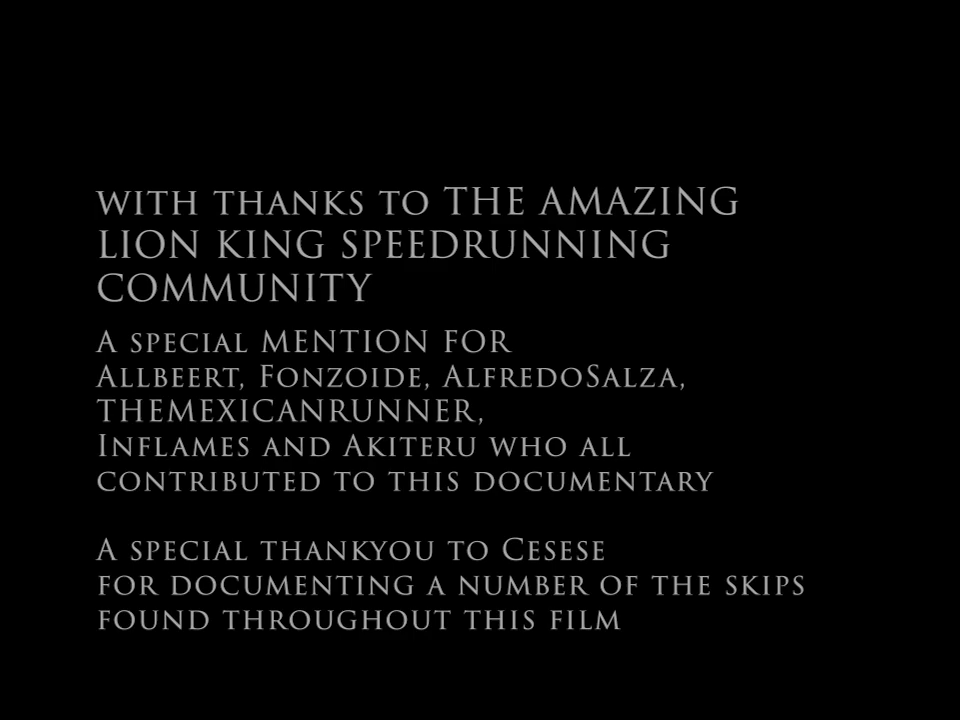 WITH THANKS TO THE AMAZING
LION KING SPEEDRUNNING
COMMUNITY
A SPECIAL MENTION FOR
ALLBEERT, FONZOIDE, ALFREDOSALZA,
THEMEXICANRUNNER,
INFLAMES AND AKITERU WHO ALL
CONTRIBUTED TO THIS DOCUMENTARY
A SPECIAL THANKYOU TO CESESE
FOR DOCUMENTING A NUMBER OF THE SKIPS
FOUND THROUGHOUT THIS FILM